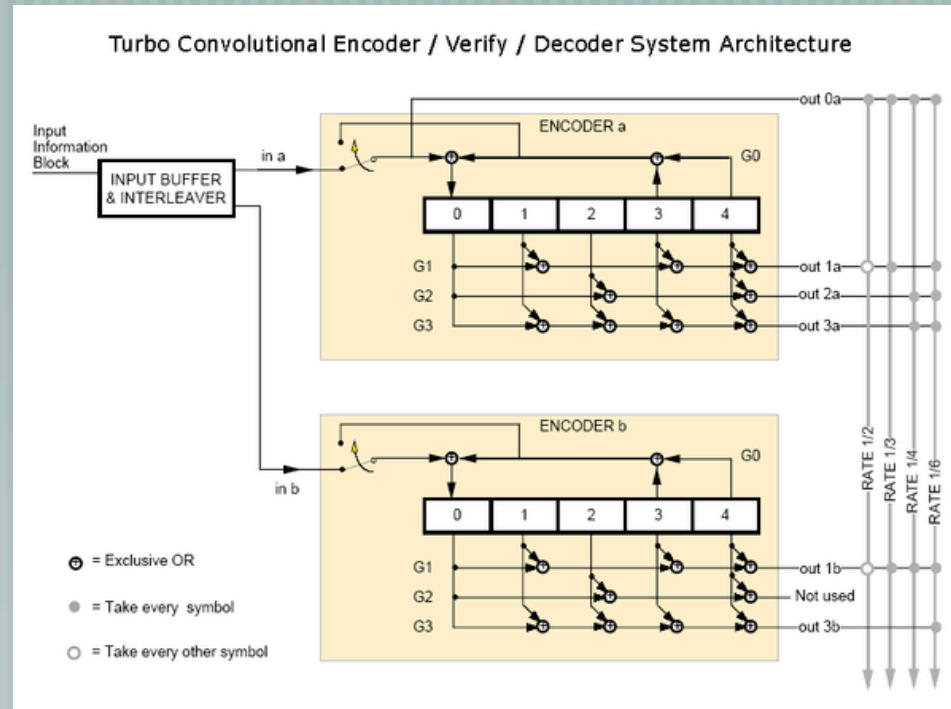 Turbo Convolutional Encoder / Verify / Decoder System Architecture
Input
Information
Block
INPUT BUFFER
& INTERLEAVER
in a
ENCODER a
G0
0 1 2 3 4
G1
G2
G3
out 0a
out 1a
out 2a
out 3a
in b
ENCODER b
G0
0 1 2 3 4
G1
G2
G3
out 1b
Not used
out 3b
RATE 1/2
RATE 1/3
RATE 1/4
RATE 1/6
= Exclusive OR
= Take every symbol
= Take every other symbol